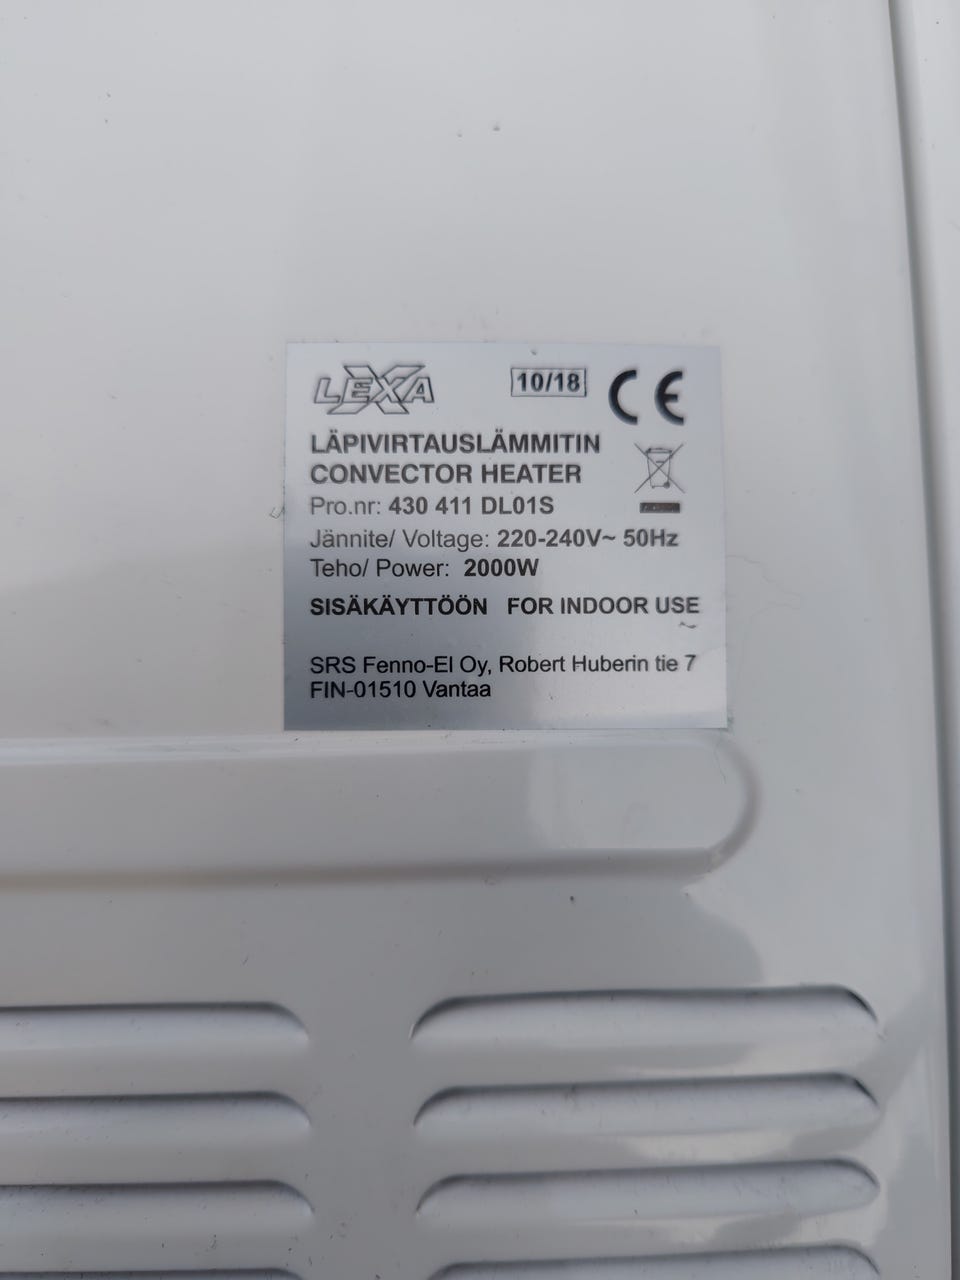 LEXA 10/18 CE
LÄPIVIRTAUSLÄMMITIN
CONVECTOR HEATER
Pro.nr: 430 411 DL01S
Jännite/ Voltage: 220-240V~ 50Hz
Teho/ Power: 2000W
SISÄKÄYTTÖÖN FOR INDOOR USE
SRS Fenno-El Oy, Robert Huberin tie 7
FIN-01510 Vantaa